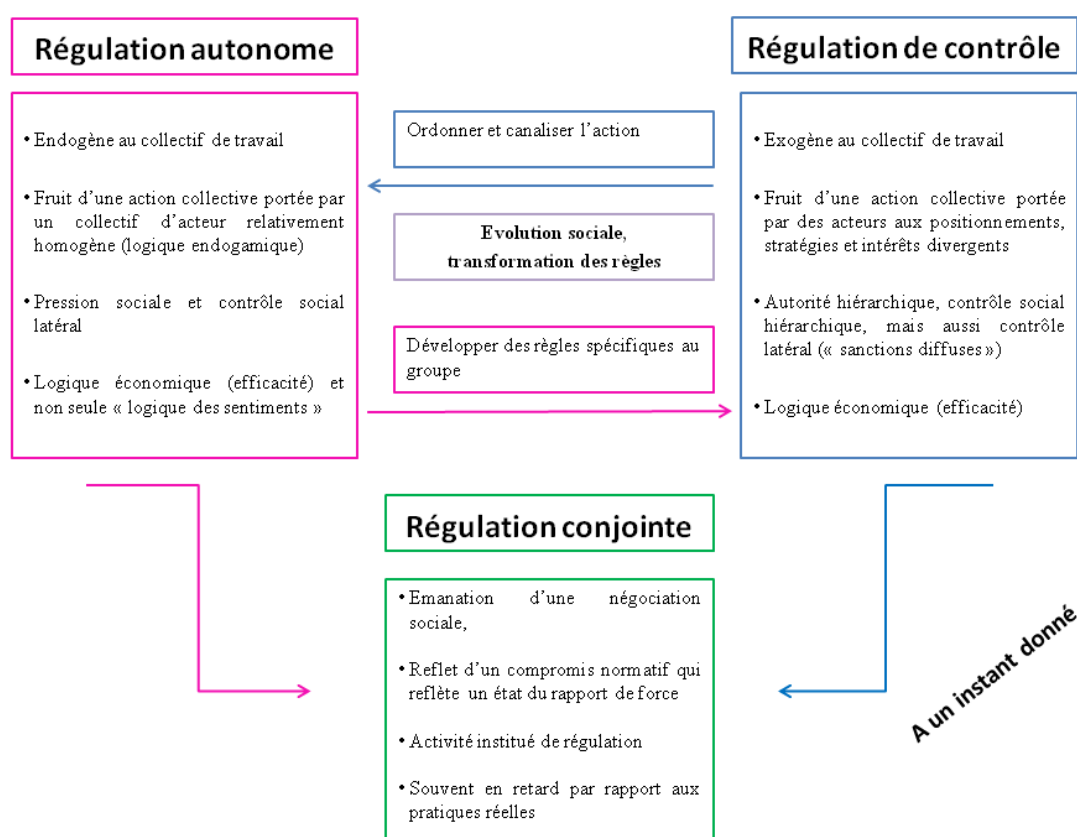 Régulation autonome
• Endogène au collectif de travail
• Fruit d'une action collective portée par
un collectif d'acteur relativement
homogène (logique endogamique)
• Pression sociale et contrôle social
latéral
• Logique économique (efficacité) et
non seule « logique des sentiments »
Ordonner et canaliser l'action
Evolution sociale,
transformation des règles
Développer des règles spécifiques au
groupe
Régulation de contrôle
• Exogène au collectif de travail
• Fruit d'une action collective portée
par des acteurs aux positionnements,
stratégies et intérêts divergents
• Autorité hiérarchique, contrôle social
hiérarchique, mais aussi contrôle
latéral (« sanctions diffuses »)
• Logique économique (efficacité)
Régulation conjointe
• Emanation d'une négociation
sociale,
• Reflet d'un compromis normatif qui
reflète un état du rapport de force
• Activité institué de régulation
• Souvent en retard par rapport aux
pratiques réelles
A un instant donné